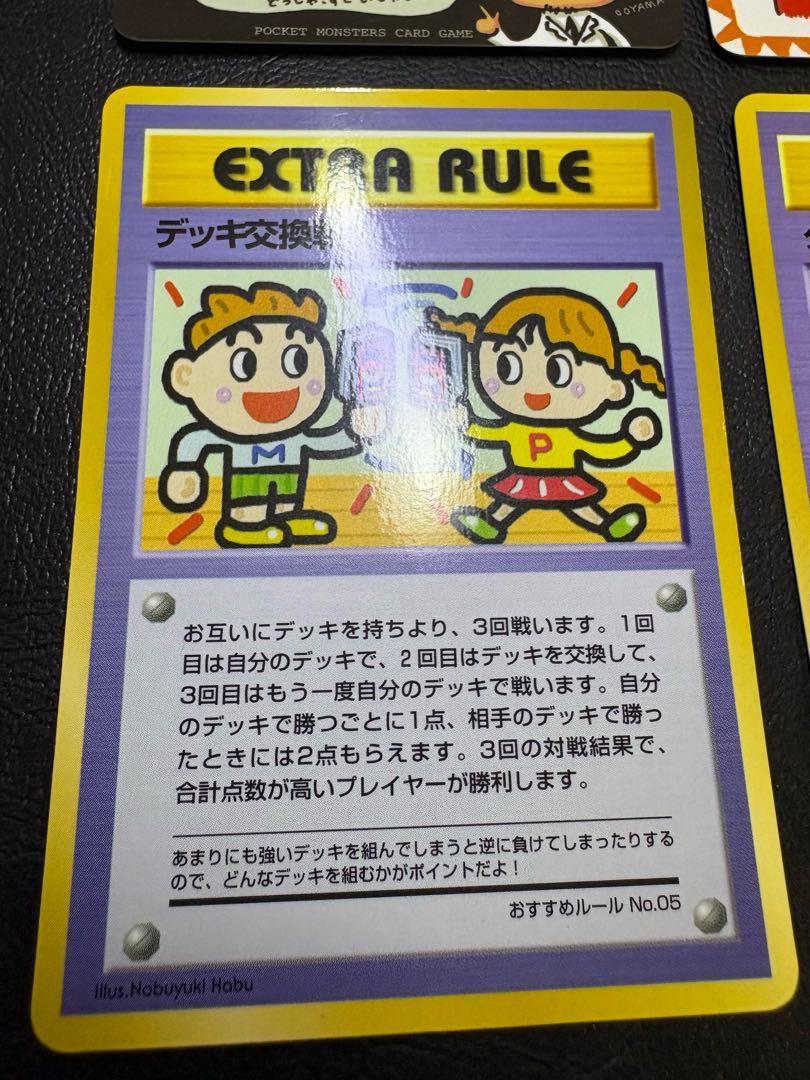 POCKET MONSTERS CARD GAME
OOYAMA
EXTRA RULE
デッキ交換
M
P
お互いにデッキを持ちより、3回戦います。1回
目は自分のデッキで、2回目はデッキを交換して、
3回目はもう一度自分のデッキで戦います。自分
のデッキで勝つごとに1点、相手のデッキで勝っ
たときには2点もらえます。3回の対戦結果で、
合計点数が高いプレイヤーが勝利します。
あまりにも強いデッキを組んでしまうと逆に負けてしまったりする
ので、どんなデッキを組むかがポイントだよ！
おすすめルール No.05
Illus.Nobuyuki Habu